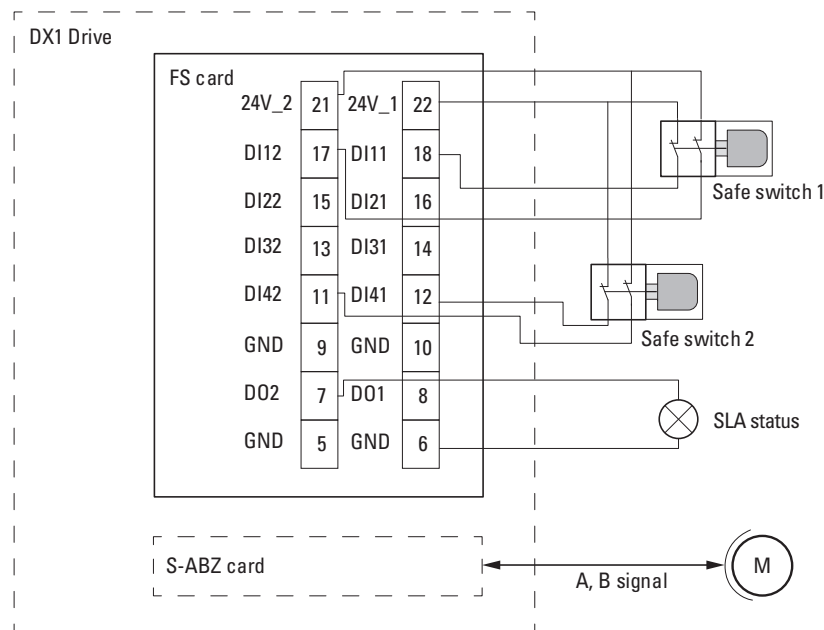 DX1 Drive
FS card
24V_2 21 24V_1 22
DI12 17 DI11 18
DI22 15 DI21 16
DI32 13 DI31 14
DI42 11 DI41 12
GND 9 GND 10
DO2 7 DO1 8
GND 5 GND 6
Safe switch 1
Safe switch 2
SLA status
S-ABZ card
A, B signal
M